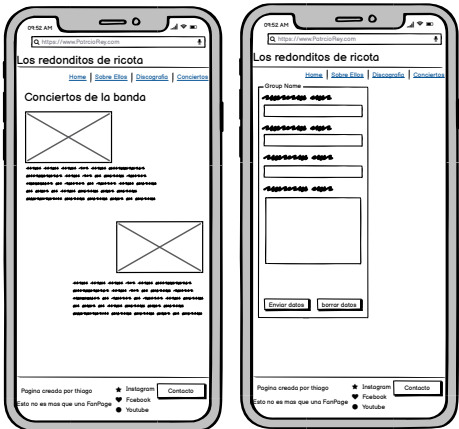 09:52 AM
https://www.PatricioRey.com
Los redonditos de ricota
Home | Sobre Ellos | Discografia | Conciertos
Conciertos de la banda
Pagina creada por thiago
Esto no es mas que una FanPage
Instagram
Foebook
Youtube
Contacto
09:52 AM
https://www.PatricioRey.com
Los redonditos de ricota
Home | Sobre Ellos | Discografia | Conciertos
Group Name
Enviar datos
borrar datos
Pagina creada por thiago
Esto no es mas que una FanPage
Instagram
Foebook
Youtube
Contacto